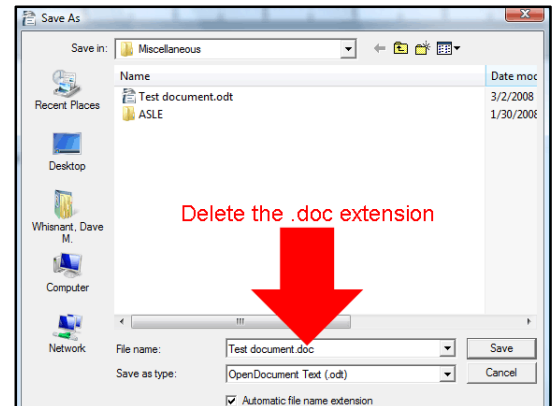 Save As
Save in:
Miscellaneous
Name
Date mod
Test document.odt
3/2/2008
ASLE
1/30/2008
Recent Places
Desktop
Whisnant, Dave
M.
Computer
Network
Delete the .doc extension
File name:
Test document.doc
Save
Save as type:
OpenDocument Text (.odt)
Cancel
Automatic file name extension